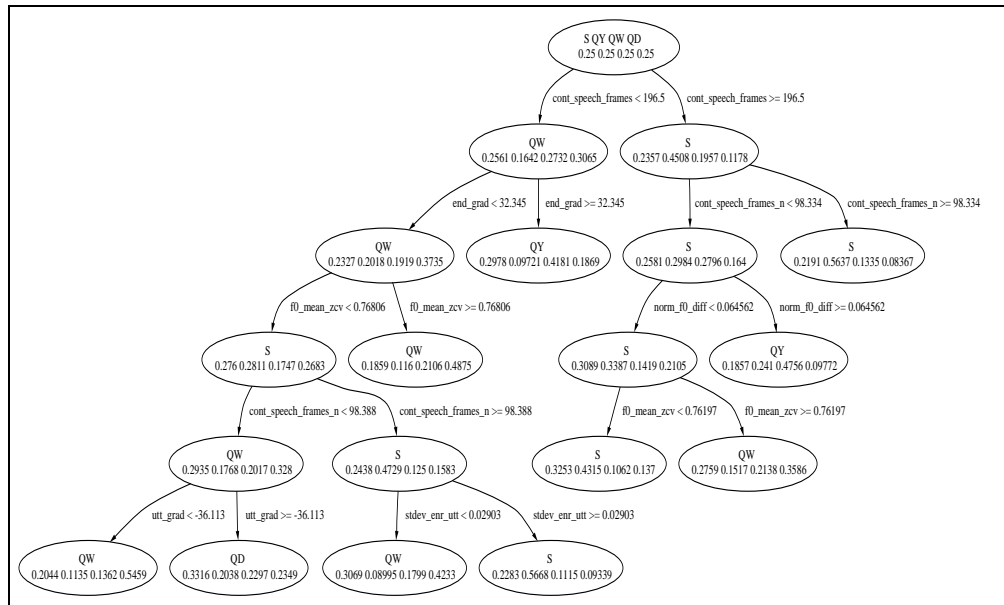 S QY QW QD
0.25 0.25 0.25 0.25
cont_speech_frames < 196.5
cont_speech_frames >= 196.5
QW
0.2561 0.1642 0.2732 0.3065
S
0.2357 0.4508 0.1957 0.1178
end_grad < 32.345
end_grad >= 32.345
cont_speech_frames_n < 98.334
cont_speech_frames_n >= 98.334
QW
0.2327 0.2018 0.1919 0.3735
QY
0.2978 0.09721 0.4181 0.1869
S
0.2581 0.2984 0.2796 0.164
S
0.2191 0.5637 0.1335 0.08367
f0_mean_zcv < 0.76806
f0_mean_zcv >= 0.76806
norm_f0_diff < 0.064562
norm_f0_diff >= 0.064562
S
0.276 0.2811 0.1747 0.2683
QW
0.1859 0.116 0.2106 0.4875
S
0.3089 0.3387 0.1419 0.2105
QY
0.1857 0.241 0.4756 0.09772
cont_speech_frames_n < 98.388
cont_speech_frames_n >= 98.388
f0_mean_zcv < 0.76197
f0_mean_zcv >= 0.76197
QW
0.2935 0.1768 0.2017 0.328
S
0.2438 0.4729 0.125 0.1583
S
0.3253 0.4315 0.1062 0.137
QW
0.2759 0.1517 0.2138 0.3586
utt_grad < -36.113
utt_grad >= -36.113
stdev_enr_utt < 0.02903
stdev_enr_utt >= 0.02903
QW
0.2044 0.1135 0.1362 0.5459
QD
0.3316 0.2038 0.2297 0.2349
QW
0.3069 0.08995 0.1799 0.4233
S
0.2283 0.5668 0.1115 0.09339